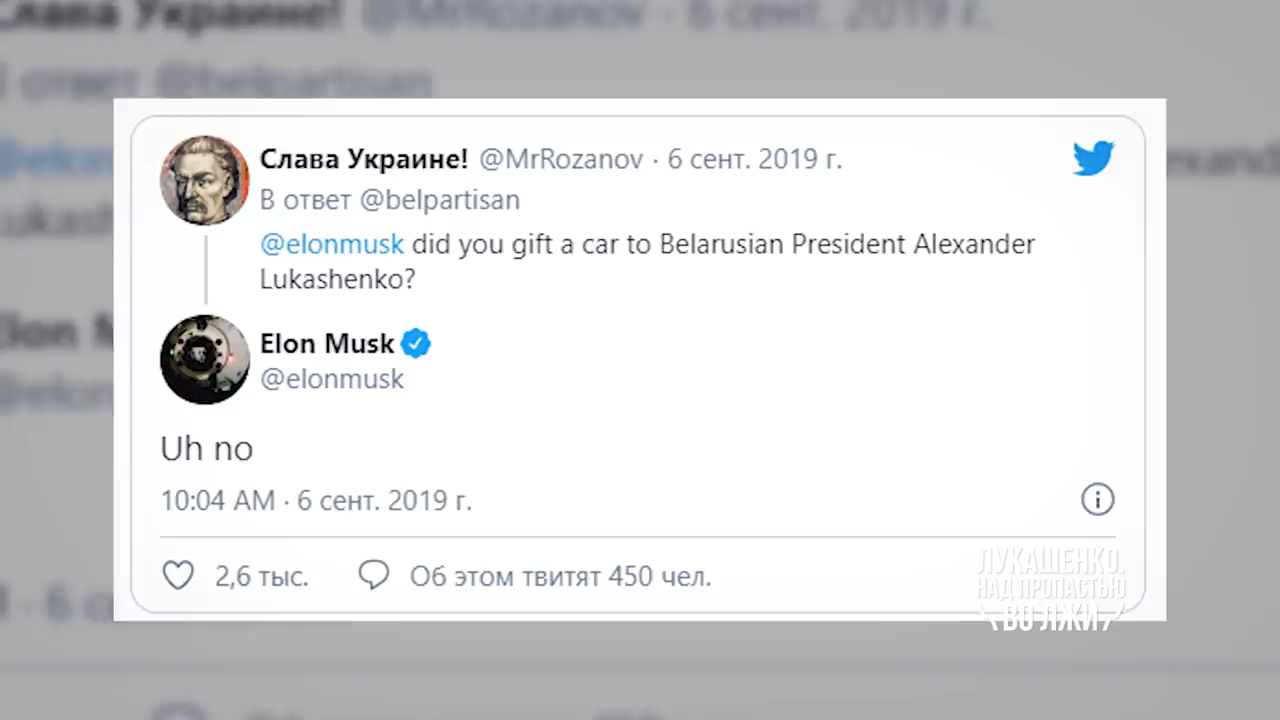 Слава Украине! @MrRozanov · 6 сент. 2019 г.
В ответ @belpartisan
@elonmusk did you gift a car to Belarusian President Alexander
Lukashenko?
Elon Musk
@elonmusk
Uh no
10:04 AM · 6 сент. 2019 г.
2,6 тыс.
Об этом твитят 450 чел.
ЛУКАШЕНКО.
НАД ПРОПАСТЬЮ
ВО ЛЖИ